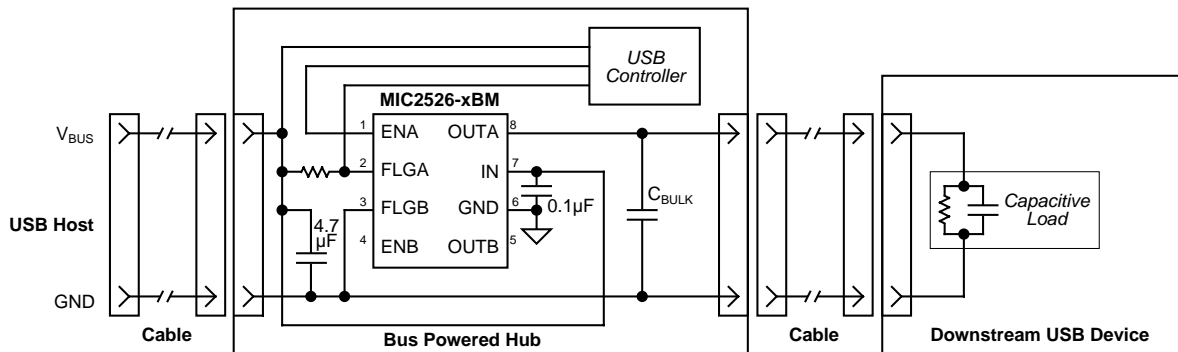 USB
Controller
MIC2526-xBM
VBUS
1
ENA
OUTA
8
2
FLGA
IN
7
3
FLGB
GND
6
4
ENB
OUTB
5
4.7
µF
0.1µF
CBULK
Capacitive
Load
USB Host
GND
Cable
Bus Powered Hub
Cable
Downstream USB Device